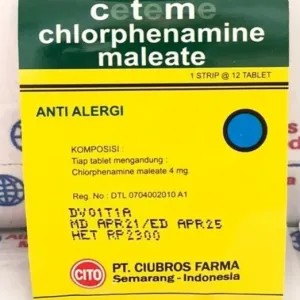 ceteme
chlorphenamine
maleate
1 STRIP @ 12 TABLET
ANTI ALERGI
KOMPOSISI :
Tiap tablet mengandung :
Chlorphenamine maleate 4 mg.
Reg. No : DTL 0704002010 A1
DV01T1A
MD APR21/ED APR25
HET RP2300
CITO
PT. CIUBROS FARMA
Semarang - Indonesia